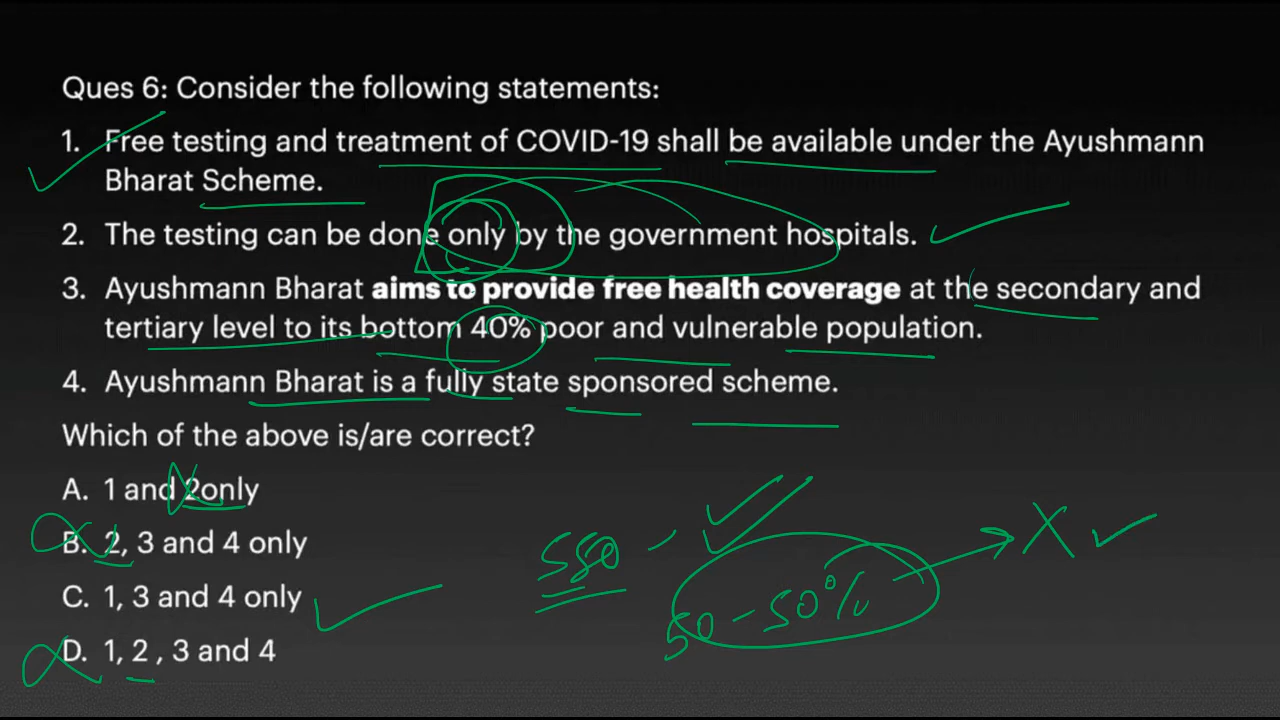 Ques 6: Consider the following statements:
1. Free testing and treatment of COVID-19 shall be available under the Ayushmann
Bharat Scheme.
2. The testing can be done only by the government hospitals.
3. Ayushmann Bharat aims to provide free health coverage at the secondary and
tertiary level to its bottom 40% poor and vulnerable population.
4. Ayushmann Bharat is a fully state sponsored scheme.
Which of the above is/are correct?
A. 1 and 2only
B. 2, 3 and 4 only
C. 1, 3 and 4 only
D. 1, 2 , 3 and 4
50-50%